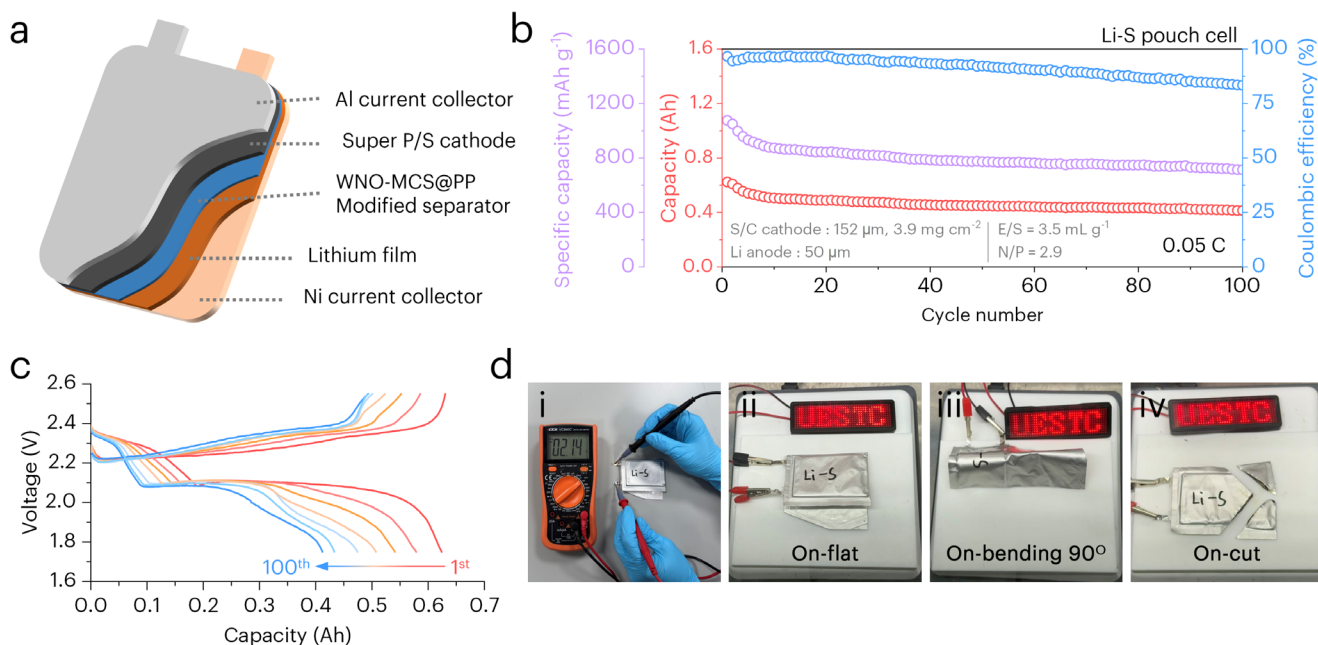 a
Al current collector
Super P/S cathode
WNO-MCS@PP
Modified separator
Lithium film
Ni current collector
b
Li-S pouch cell
Specific capacity (mAh g⁻¹)
1600
1200
800
400
0
Capacity (Ah)
1.6
1.2
0.8
0.4
0.0
S/C cathode : 152 μm, 3.9 mg cm⁻²
Li anode : 50 μm
E/S = 3.5 mL g⁻¹
N/P = 2.9
0.05 C
100
75
50
25
0
Coulombic efficiency (%)
0 20 40 60 80 100
Cycle number
c
Voltage (V)
2.6
2.4
2.2
2.0
1.8
1.6
100th
1st
0.0 0.1 0.2 0.3 0.4 0.5 0.6 0.7
Capacity (Ah)
d
i
02.14
Li-S
ii
UESTC
Li-S
On-flat
iii
UESTC
-S
On-bending 90°
iv
UESTC
Li-S
On-cut